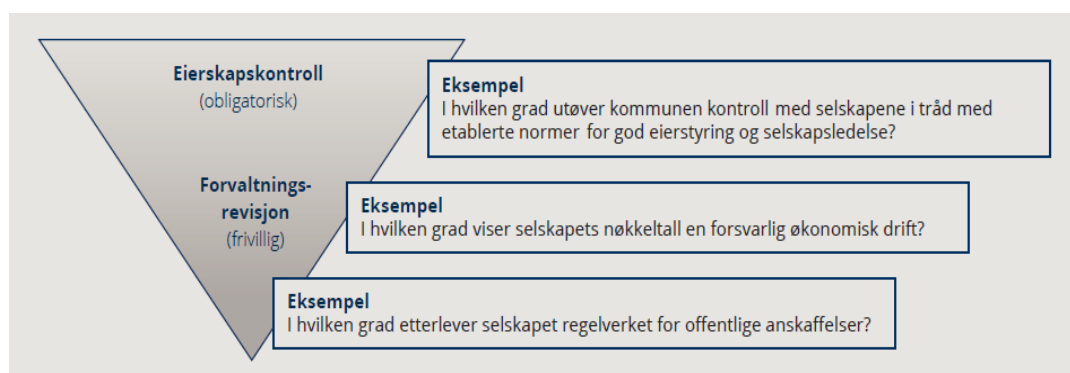 Eierskapskontroll
(obligatorisk)
Eksempel
I hvilken grad utøver kommunen kontroll med selskapene i tråd med
etablerte normer for god eierstyring og selskapsledelse?
Forvaltnings-
revisjon
(frivillig)
Eksempel
I hvilken grad viser selskapets nøkkeltall en forsvarlig økonomisk drift?
Eksempel
I hvilken grad etterlever selskapet regelverket for offentlige anskaffelser?